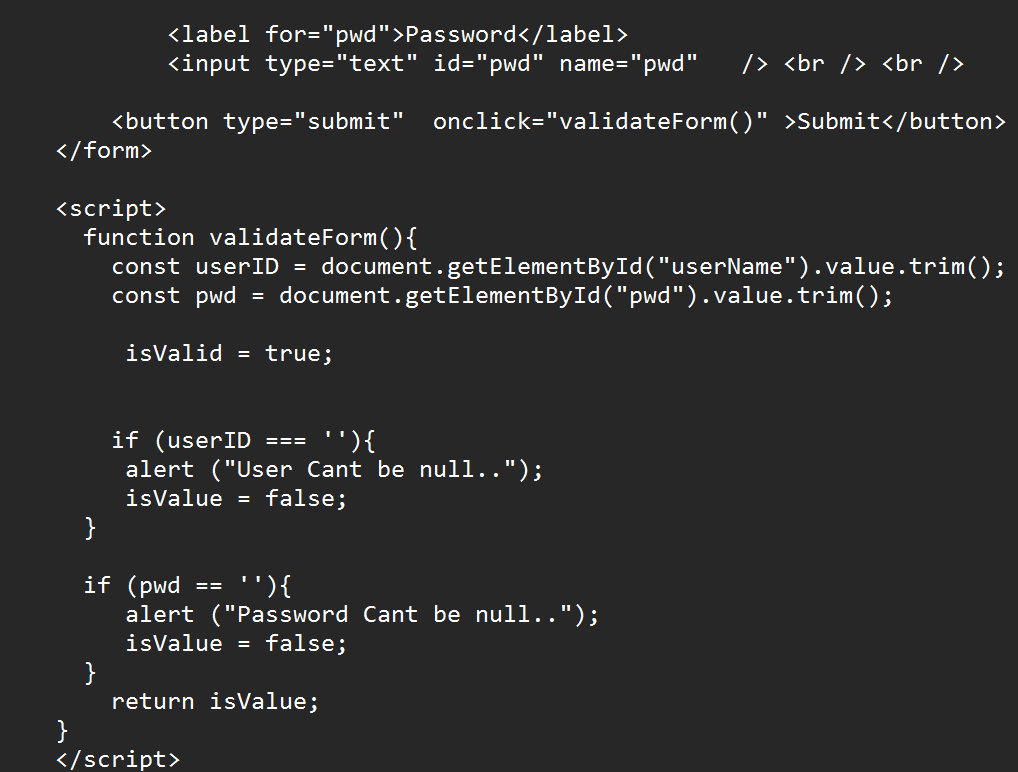 <label for="pwd">Password</label>
<input type="text" id="pwd" name="pwd"   /> <br /> <br />
<button type="submit"  onclick="validateForm()" >Submit</button>
</form>
<script>
function validateForm(){
const userID = document.getElementById("userName").value.trim();
const pwd = document.getElementById("pwd").value.trim();
isValid = true;
if (userID === ''){
alert ("User Cant be null..");
isValue = false;
}
if (pwd == ''){
alert ("Password Cant be null..");
isValue = false;
}
return isValue;
}
</script>